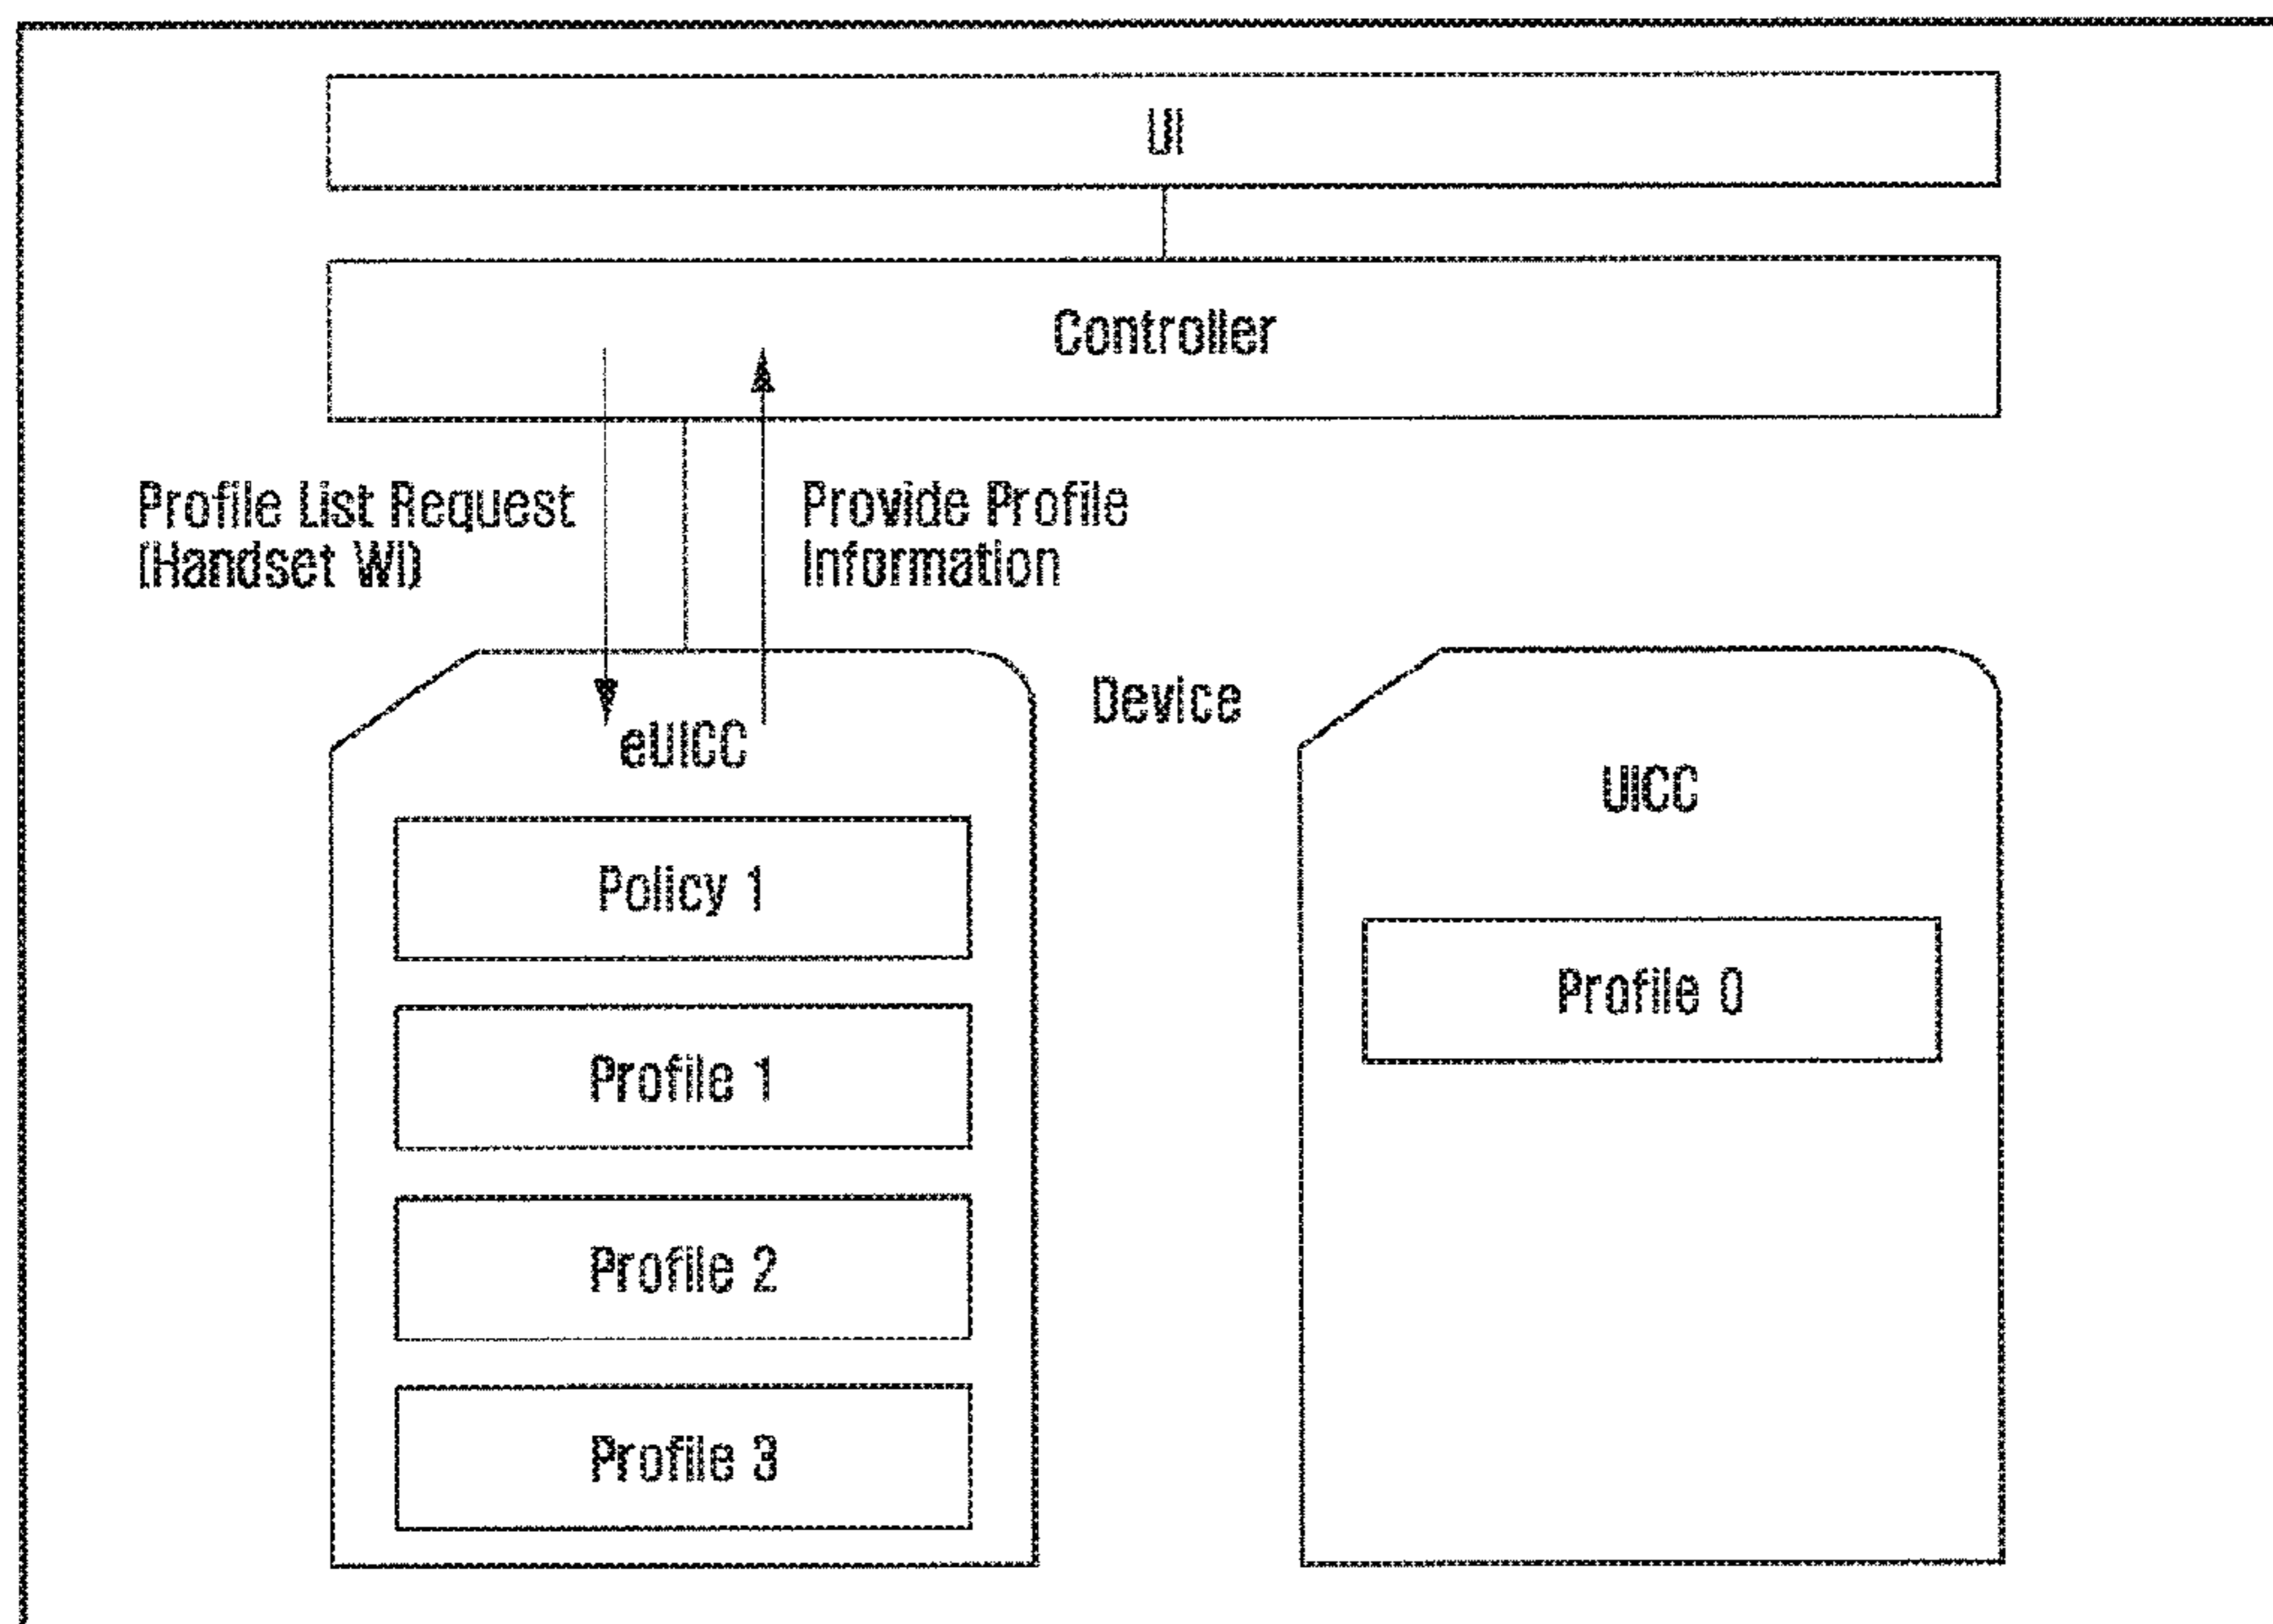 UI
Controller
Profile List Request
(Handset WI)
Provide Profile
Information
Device
eUICC
Policy 1
Profile 1
Profile 2
Profile 3
UICC
Profile 0